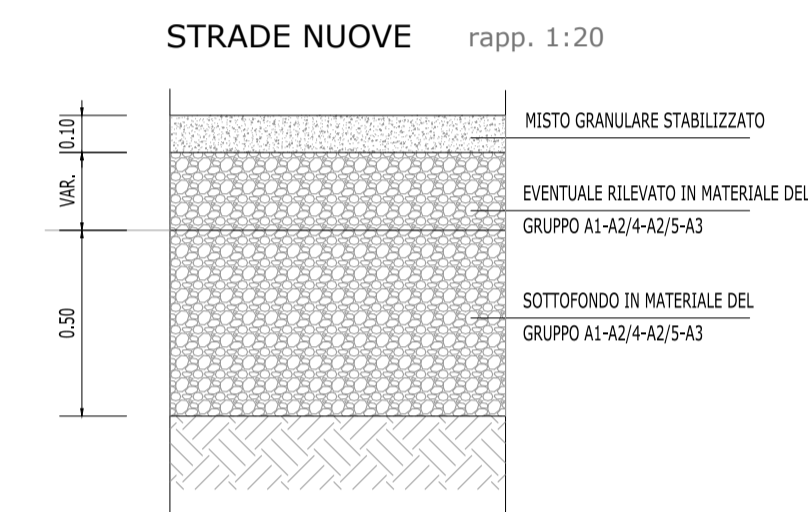 STRADE NUOVE rapp. 1:20
0.10
MISTO GRANULARE STABILIZZATO
VAR.
EVENTUALE RILEVATO IN MATERIALE DEL
GRUPPO A1-A2/4-A2/5-A3
0.50
SOTTOFONDO IN MATERIALE DEL
GRUPPO A1-A2/4-A2/5-A3